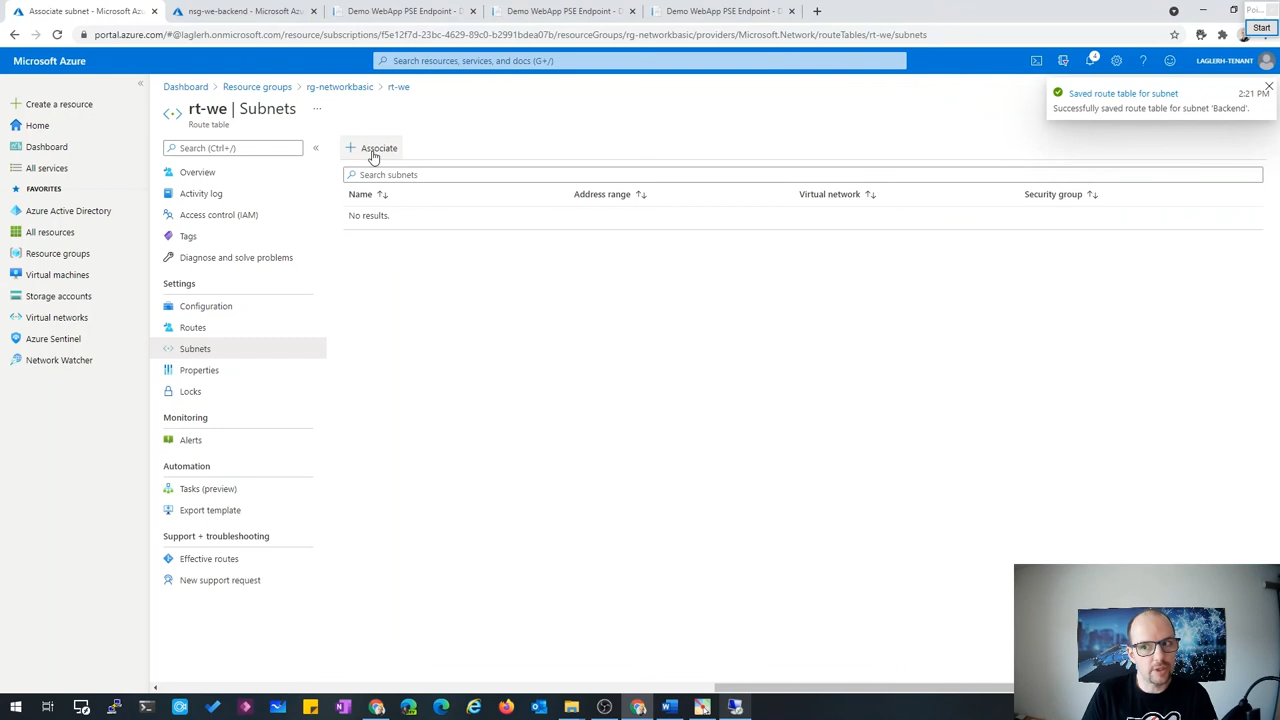 Associate subnet - Microsoft Azu
nsg-we-backend - Microsoft Azur
Demo WebApp PSE Endpoint - D
Demo WebApp PSE Endpoint - D
Demo WebApp PSE Endpoint - D
Poi...
Start
portal.azure.com/#@laglerh.onmicrosoft.com/resource/subscriptions/f5e12f7d-23bc-4629-89c0-b2991bdea07b/resourceGroups/rg-networkbasic/providers/Microsoft.Network/routeTables/rt-we/subnets
Microsoft Azure
Search resources, services, and docs (G+/)
4
LAGLERH-TENANT
Create a resource
Home
Dashboard
All services
FAVORITES
Azure Active Directory
All resources
Resource groups
Virtual machines
Storage accounts
Virtual networks
Azure Sentinel
Network Watcher
Dashboard > Resource groups > rg-networkbasic > rt-we
rt-we | Subnets ...
Route table
Search (Ctrl+/)
Overview
Activity log
Access control (IAM)
Tags
Diagnose and solve problems
Settings
Configuration
Routes
Subnets
Properties
Locks
Monitoring
Alerts
Automation
Tasks (preview)
Export template
Support + troubleshooting
Effective routes
New support request
Associate
Search subnets
Name Address range Virtual network Security group
No results.
Saved route table for subnet 2:21 PM
Successfully saved route table for subnet 'Backend'.